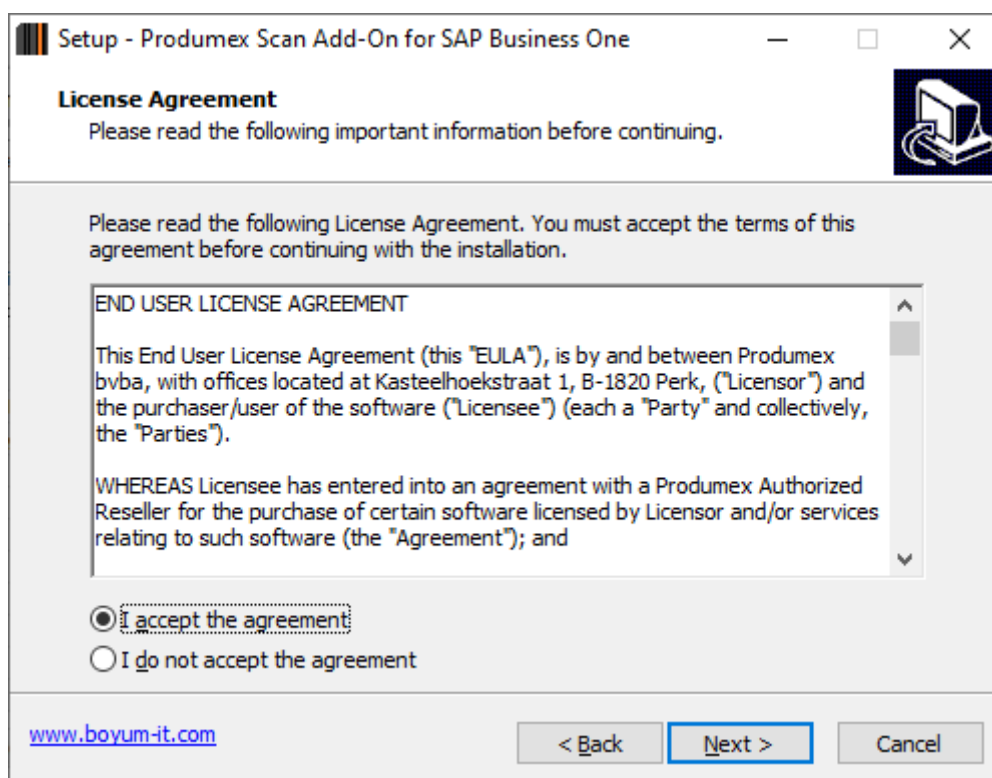 Setup - Produmex Scan Add-On for SAP Business One
License Agreement
Please read the following important information before continuing.
Please read the following License Agreement. You must accept the terms of this
agreement before continuing with the installation.
END USER LICENSE AGREEMENT
This End User License Agreement (this "EULA"), is by and between Produmex
bvba, with offices located at Kasteelhoekstraat 1, B-1820 Perk, ("Licensor") and
the purchaser/user of the software ("Licensee") (each a "Party" and collectively,
the "Parties").
WHEREAS Licensee has entered into an agreement with a Produmex Authorized
Reseller for the purchase of certain software licensed by Licensor and/or services
relating to such software (the "Agreement"); and
I accept the agreement
I do not accept the agreement
www.boyum-it.com
< Back
Next >
Cancel